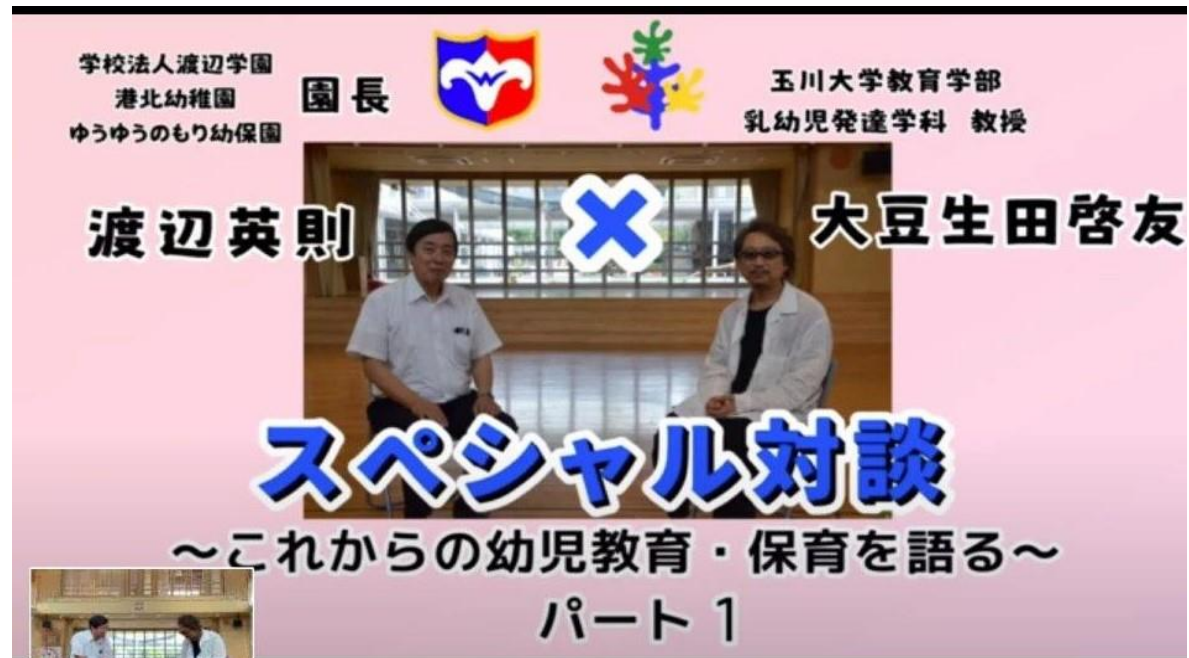 学校法人渡辺学園
港北幼稚園
ゆうゆうのもり幼保園
園長
玉川大学教育学部
乳幼児発達学科 教授
渡辺英則
×
大豆生田啓友
スペシャル対談
～これからの幼児教育・保育を語る～
パート1